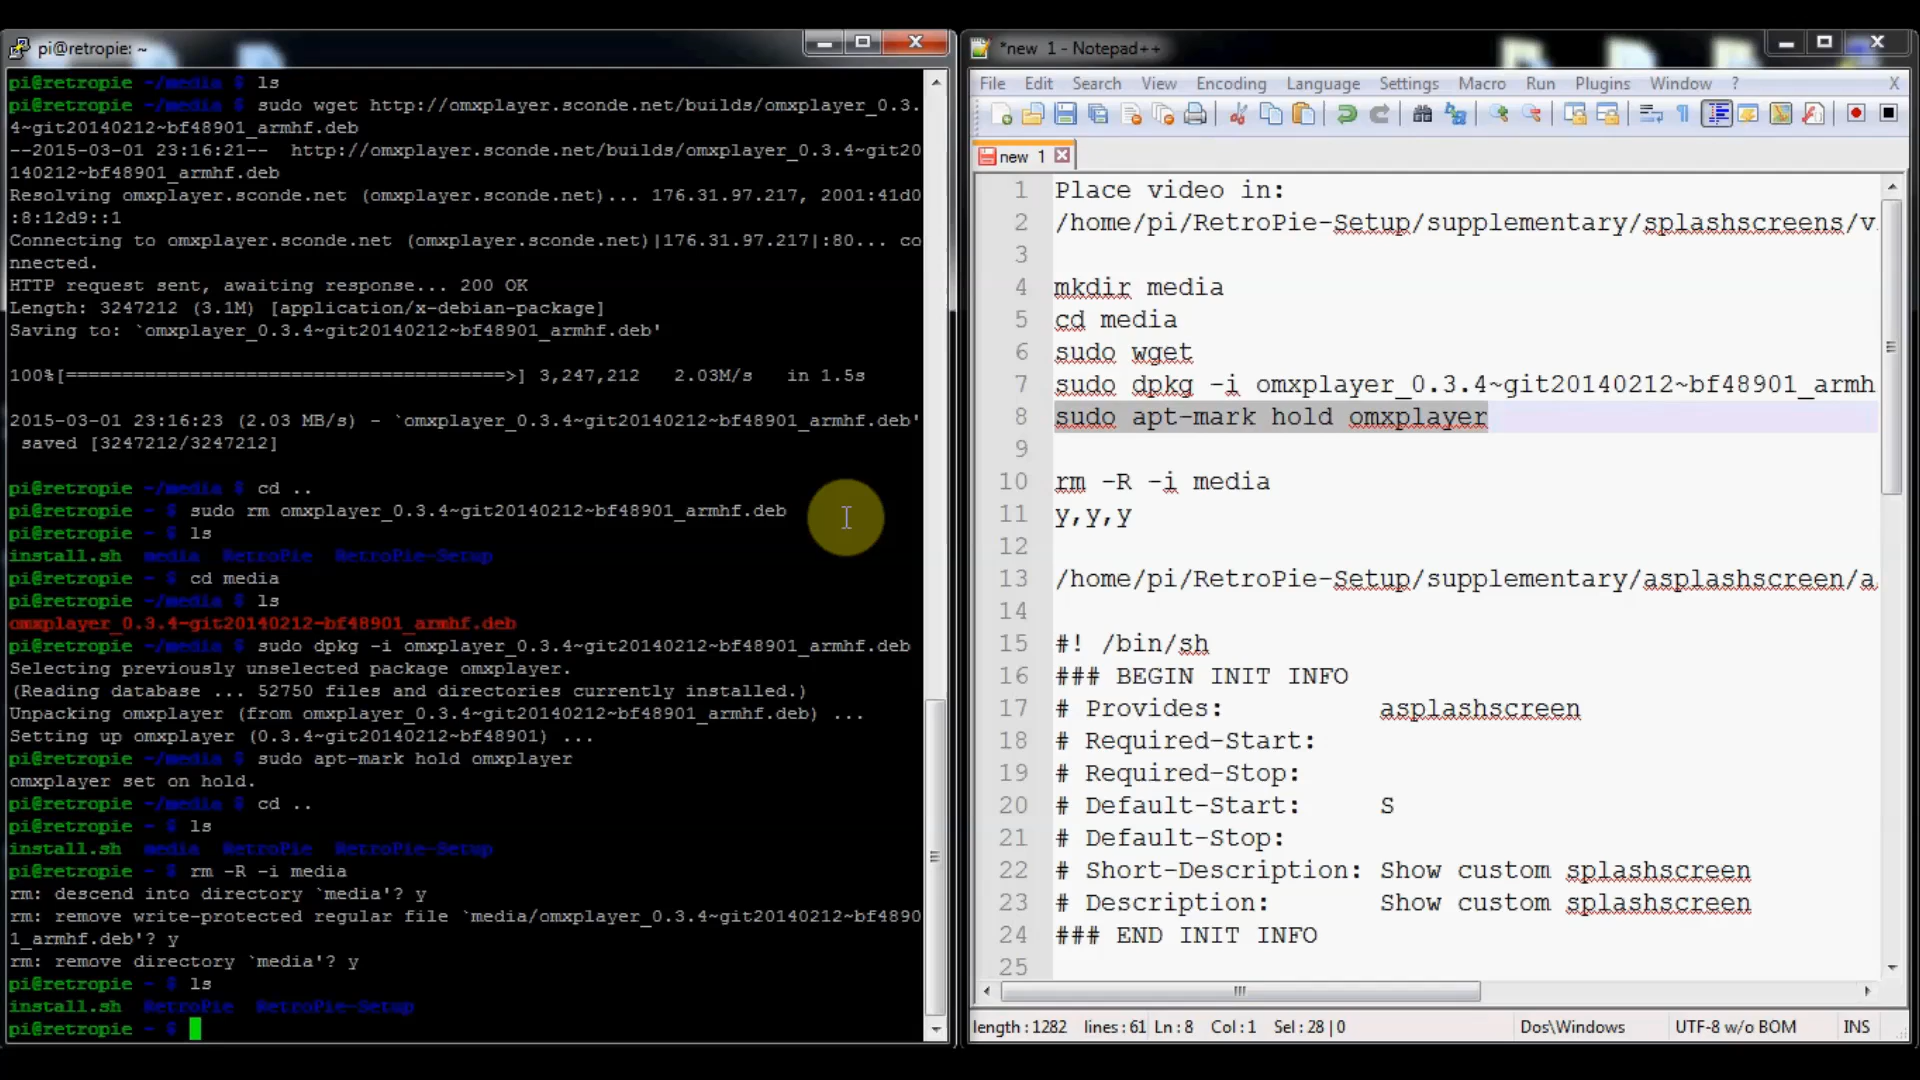 pi@retropie: ~
pi@retropie ~/media $ ls
pi@retropie ~/media $ sudo wget http://omxplayer.sconde.net/builds/omxplayer_0.3.
4~git20140212~bf48901_armhf.deb
--2015-03-01 23:16:21--  http://omxplayer.sconde.net/builds/omxplayer_0.3.4~git20
140212~bf48901_armhf.deb
Resolving omxplayer.sconde.net (omxplayer.sconde.net)... 176.31.97.217, 2001:41d0
:8:12d9::1
Connecting to omxplayer.sconde.net (omxplayer.sconde.net)|176.31.97.217|:80... co
nnected.
HTTP request sent, awaiting response... 200 OK
Length: 3247212 (3.1M) [application/x-debian-package]
Saving to: `omxplayer_0.3.4~git20140212~bf48901_armhf.deb'
100%[=======================================>] 3,247,212   2.03M/s   in 1.5s
2015-03-01 23:16:23 (2.03 MB/s) - `omxplayer_0.3.4~git20140212~bf48901_armhf.deb'
saved [3247212/3247212]
pi@retropie ~/media $ cd ..
pi@retropie ~ $ sudo rm omxplayer_0.3.4~git20140212~bf48901_armhf.deb
pi@retropie ~ $ ls
install.sh  media  RetroPie  RetroPie-Setup
pi@retropie ~ $ cd media
pi@retropie ~/media $ ls
omxplayer_0.3.4~git20140212~bf48901_armhf.deb
pi@retropie ~/media $ sudo dpkg -i omxplayer_0.3.4~git20140212~bf48901_armhf.deb
Selecting previously unselected package omxplayer.
(Reading database ... 52750 files and directories currently installed.)
Unpacking omxplayer (from omxplayer_0.3.4~git20140212~bf48901_armhf.deb) ...
Setting up omxplayer (0.3.4~git20140212~bf48901) ...
pi@retropie ~/media $ sudo apt-mark hold omxplayer
omxplayer set on hold.
pi@retropie ~/media $ cd ..
pi@retropie ~ $ ls
install.sh  media  RetroPie  RetroPie-Setup
pi@retropie ~ $ rm -R -i media
rm: descend into directory `media'? y
rm: remove write-protected regular file `media/omxplayer_0.3.4~git20140212~bf4890
1_armhf.deb'? y
rm: remove directory `media'? y
pi@retropie ~ $ ls
install.sh  RetroPie  RetroPie-Setup
pi@retropie ~ $
*new 1 - Notepad++
File Edit Search View Encoding Language Settings Macro Run Plugins Window ? X
new 1
1 Place video in:
2 /home/pi/RetroPie-Setup/supplementary/splashscreens/v
3
4 mkdir media
5 cd media
6 sudo wget
7 sudo dpkg -i omxplayer_0.3.4~git20140212~bf48901_armh
8 sudo apt-mark hold omxplayer
9
10 rm -R -i media
11 y,y,y
12
13 /home/pi/RetroPie-Setup/supplementary/asplashscreen/a
14
15 #! /bin/sh
16 ### BEGIN INIT INFO
17 # Provides:          asplashscreen
18 # Required-Start:
19 # Required-Stop:
20 # Default-Start:     S
21 # Default-Stop:
22 # Short-Description: Show custom splashscreen
23 # Description:       Show custom splashscreen
24 ### END INIT INFO
25
length:1282 lines:61 Ln:8 Col:1 Sel:28|0 Dos\Windows UTF-8 w/o BOM INS